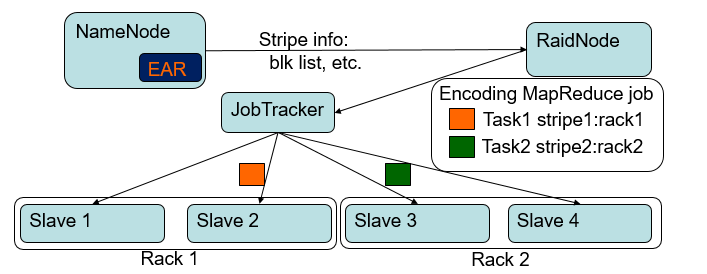 NameNode
EAR
Stripe info:
blk list, etc.
RaidNode
JobTracker
Encoding MapReduce job
Task1 stripe1:rack1
Task2 stripe2:rack2
Slave 1
Slave 2
Slave 3
Slave 4
Rack 1
Rack 2